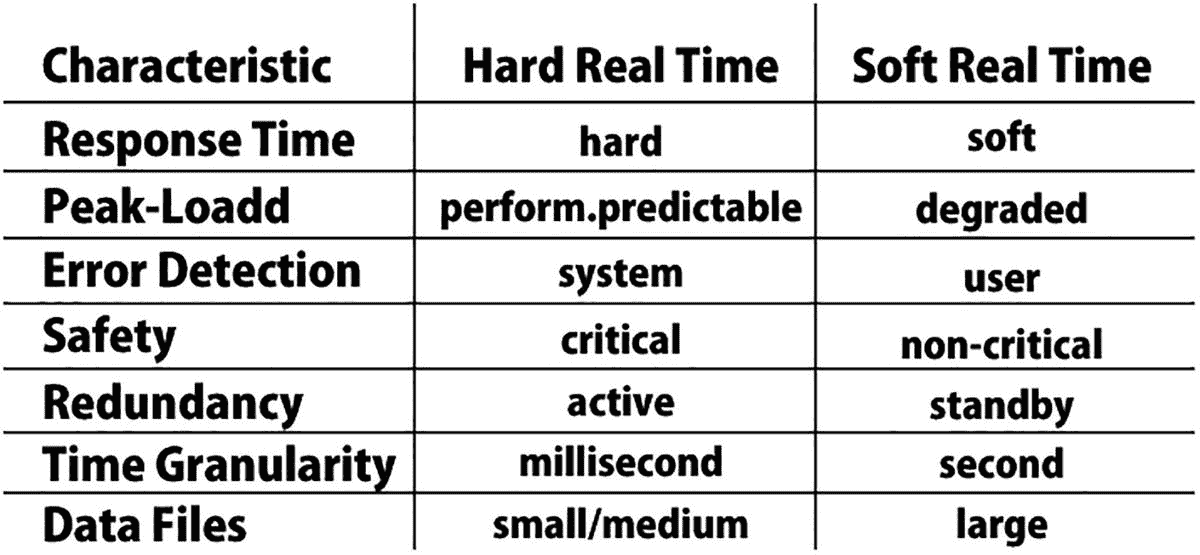 Characteristic Hard Real Time Soft Real Time
Response Time hard soft
Peak-Loadd perform.predictable degraded
Error Detection system user
Safety critical non-critical
Redundancy active standby
Time Granularity millisecond second
Data Files small/medium large